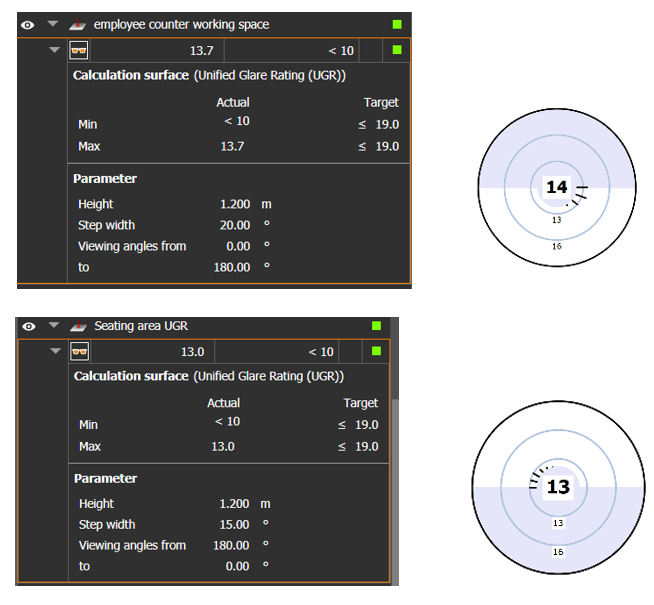 employee counter working space
13.7 < 10
Calculation surface (Unified Glare Rating (UGR))
Actual Target
Min < 10 ≤ 19.0
Max 13.7 ≤ 19.0
Parameter
Height 1.200 m
Step width 20.00 °
Viewing angles from 0.00 °
to 180.00 °
14
13
16
Seating area UGR
13.0 < 10
Calculation surface (Unified Glare Rating (UGR))
Actual Target
Min < 10 ≤ 19.0
Max 13.0 ≤ 19.0
Parameter
Height 1.200 m
Step width 15.00 °
Viewing angles from 180.00 °
to 0.00 °
13
13
16